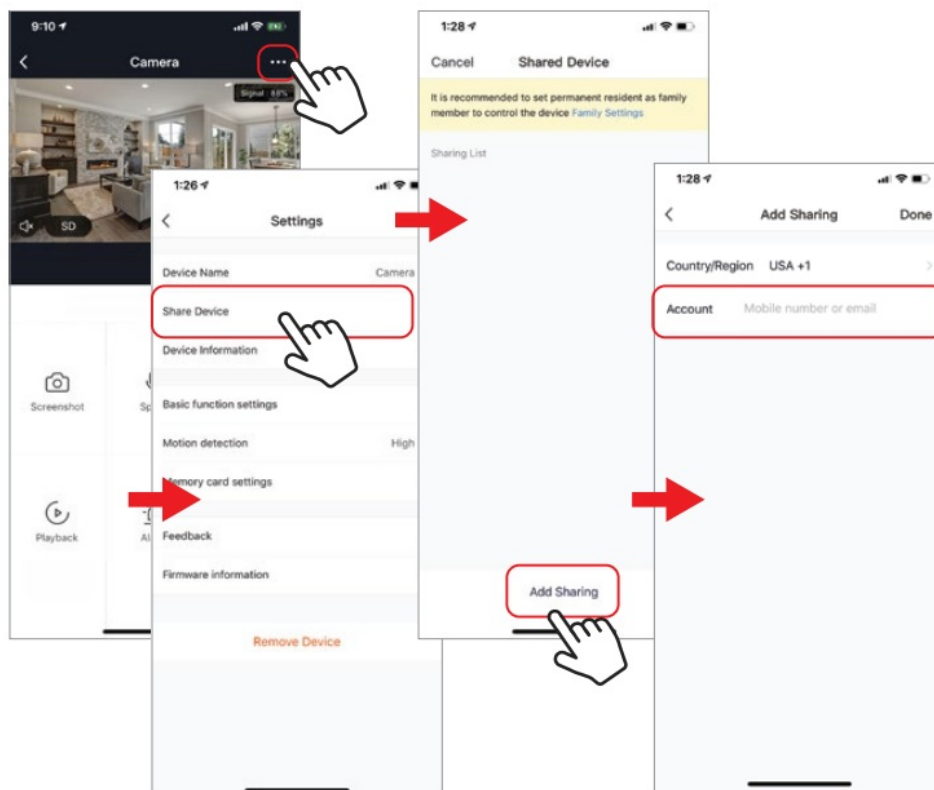 9:10
Camera
Signal: 88%
SD
Screenshot
Sp
Playback
Al
1:26
Settings
Device Name Camera
Share Device
Device Information
Basic function settings
Motion detection High
Memory card settings
Feedback
Firmware information
Remove Device
1:28
Cancel Shared Device
It is recommended to set permanent resident as family
member to control the device Family Settings
Sharing List
Add Sharing
1:28
Add Sharing Done
Country/Region USA +1
Account Mobile number or email